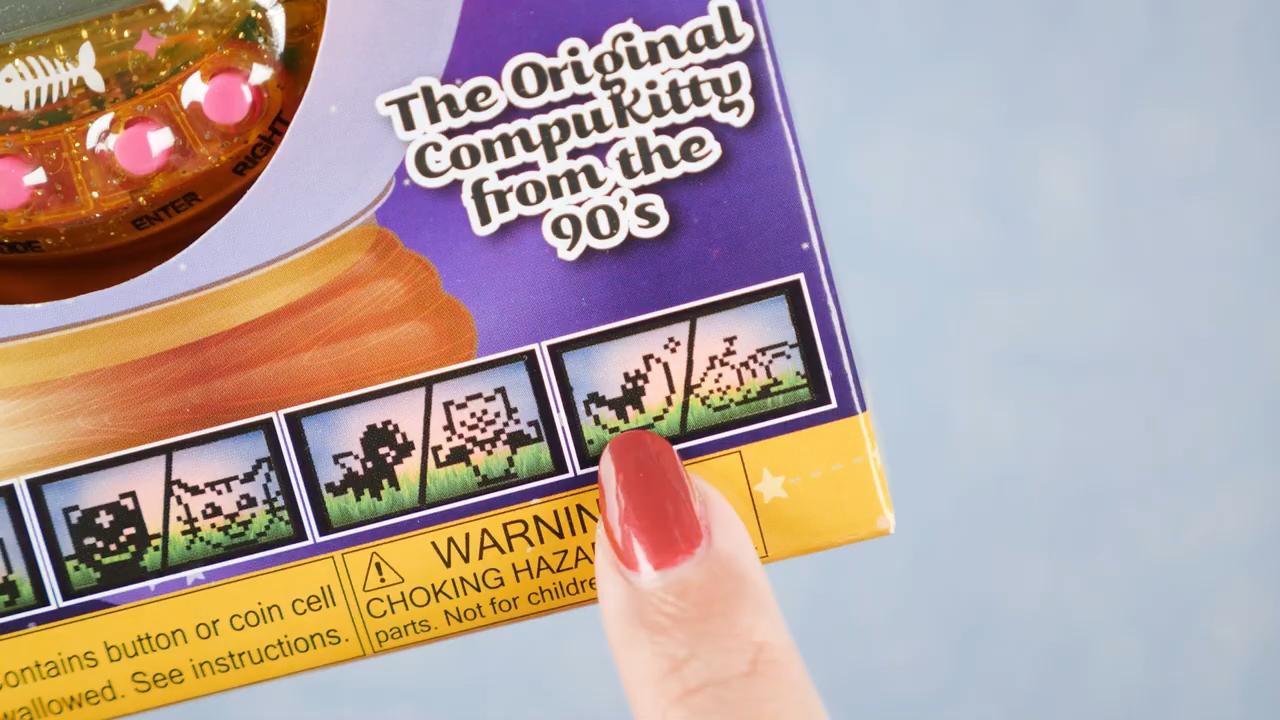 The Original
CompuKitty
from the
90's
RIGHT
ENTER
WARNIN
CHOKING HAZA
parts. Not for childre
ontains button or coin cell
wallowed. See instructions.